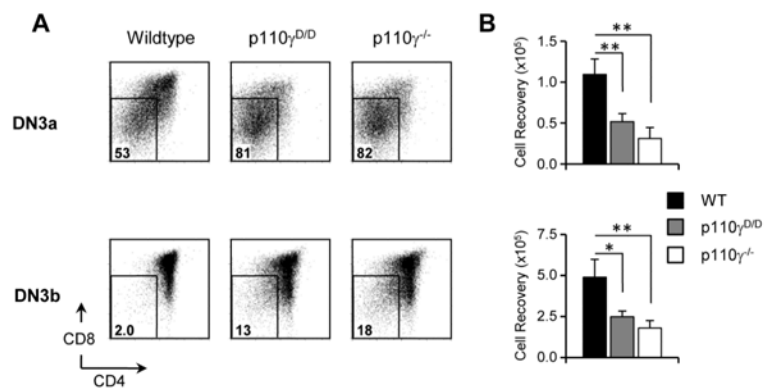 A
Wildtype p110γD/D p110γ-/-
DN3a
53 81 82
DN3b
2.0 13 18
CD8
CD4
B
Cell Recovery (x10⁵)
1.5
1.0
0.5
0.0
**
**
WT
p110γD/D
p110γ-/-
Cell Recovery (x10⁵)
7.5
5.0
2.5
0.0
**
*